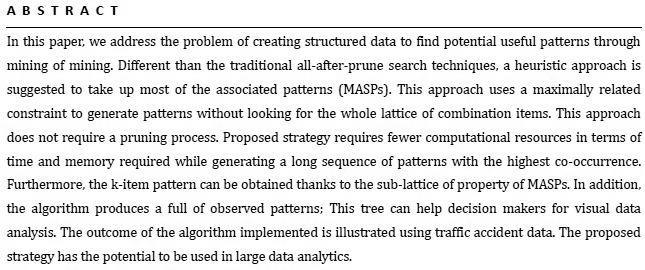 A B S T R A C T
In this paper, we address the problem of creating structured data to find potential useful patterns through
mining of mining. Different than the traditional all-after-prune search techniques, a heuristic approach is
suggested to take up most of the associated patterns (MASPs). This approach uses a maximally related
constraint to generate patterns without looking for the whole lattice of combination items. This approach
does not require a pruning process. Proposed strategy requires fewer computational resources in terms of
time and memory required while generating a long sequence of patterns with the highest co-occurrence.
Furthermore, the k-item pattern can be obtained thanks to the sub-lattice of property of MASPs. In addition,
the algorithm produces a full of observed patterns; This tree can help decision makers for visual data
analysis. The outcome of the algorithm implemented is illustrated using traffic accident data. The proposed
strategy has the potential to be used in large data analytics.